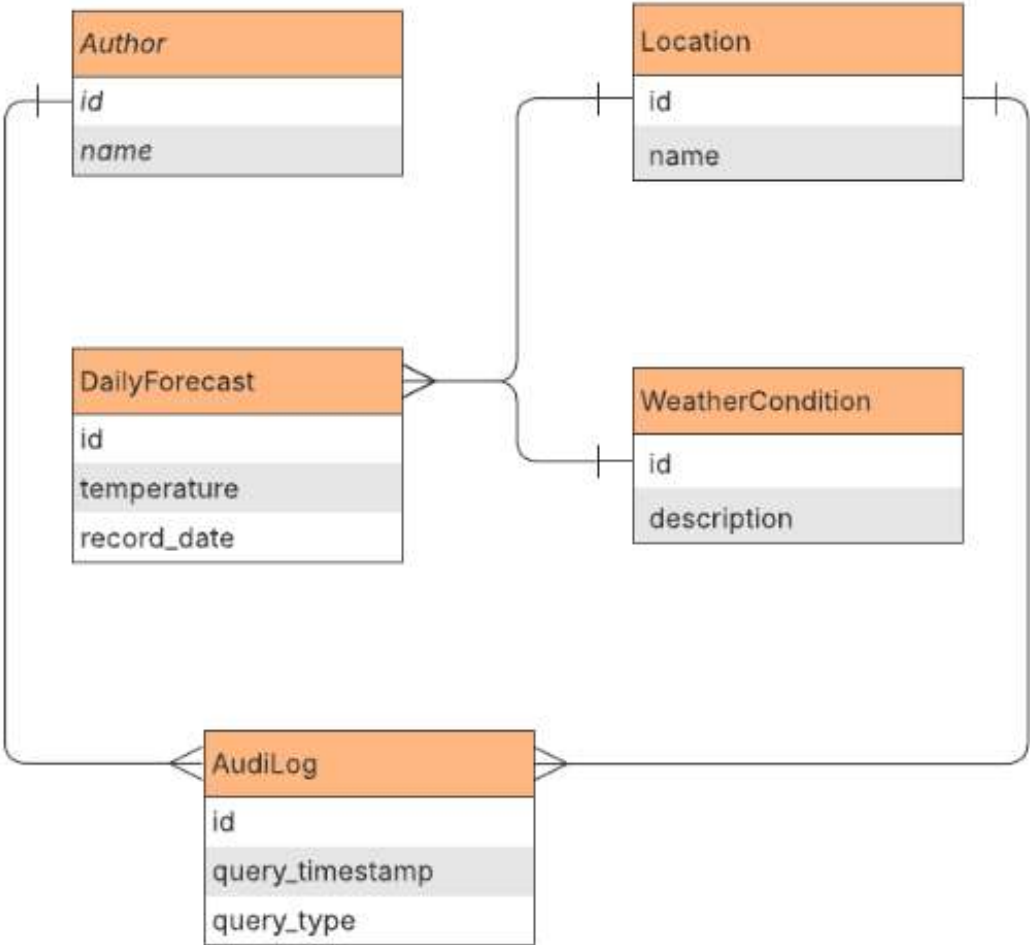 Author
id
name
Location
id
name
DailyForecast
id
temperature
record_date
WeatherCondition
id
description
AudiLog
id
query_timestamp
query_type